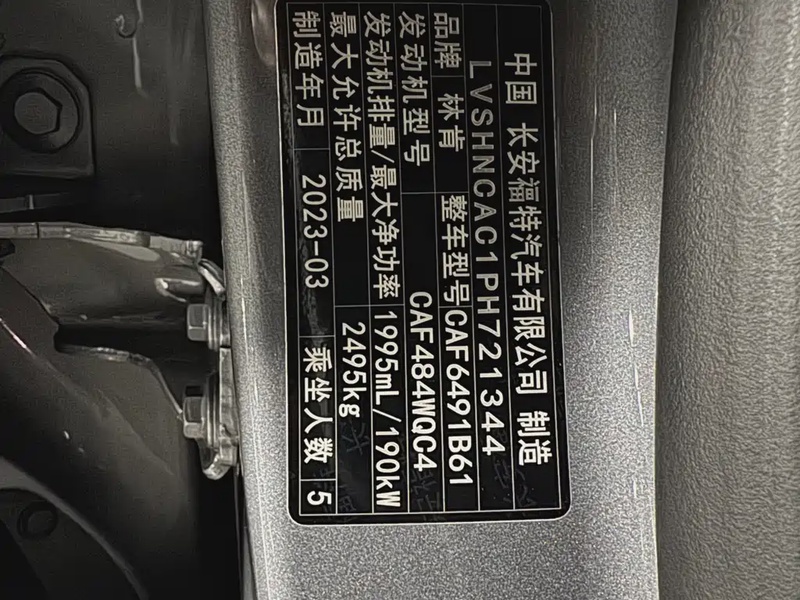 中国 长安福特汽车有限公司 制造
LVSHNCAC1PH721344
品牌 林肯 整车型号 CAF6491B61
发动机型号 CAF484WQC4
发动机排量/最大净功率 1995mL/190kW
最大允许总质量 2495kg
制造年月 2023-03 乘坐人数 5